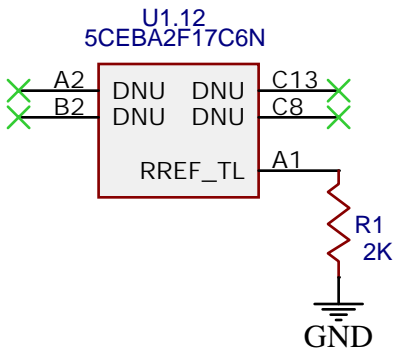 U1.12
5CEBA2F17C6N
A2 DNU DNU C13
B2 DNU DNU C8
RREF_TL A1
R1
2K
GND